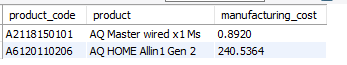 product_code product manufacturing_cost
A2118150101 AQ Master wired x1 Ms 0.8920
A6120110206 AQ HOME Allin1 Gen 2 240.5364